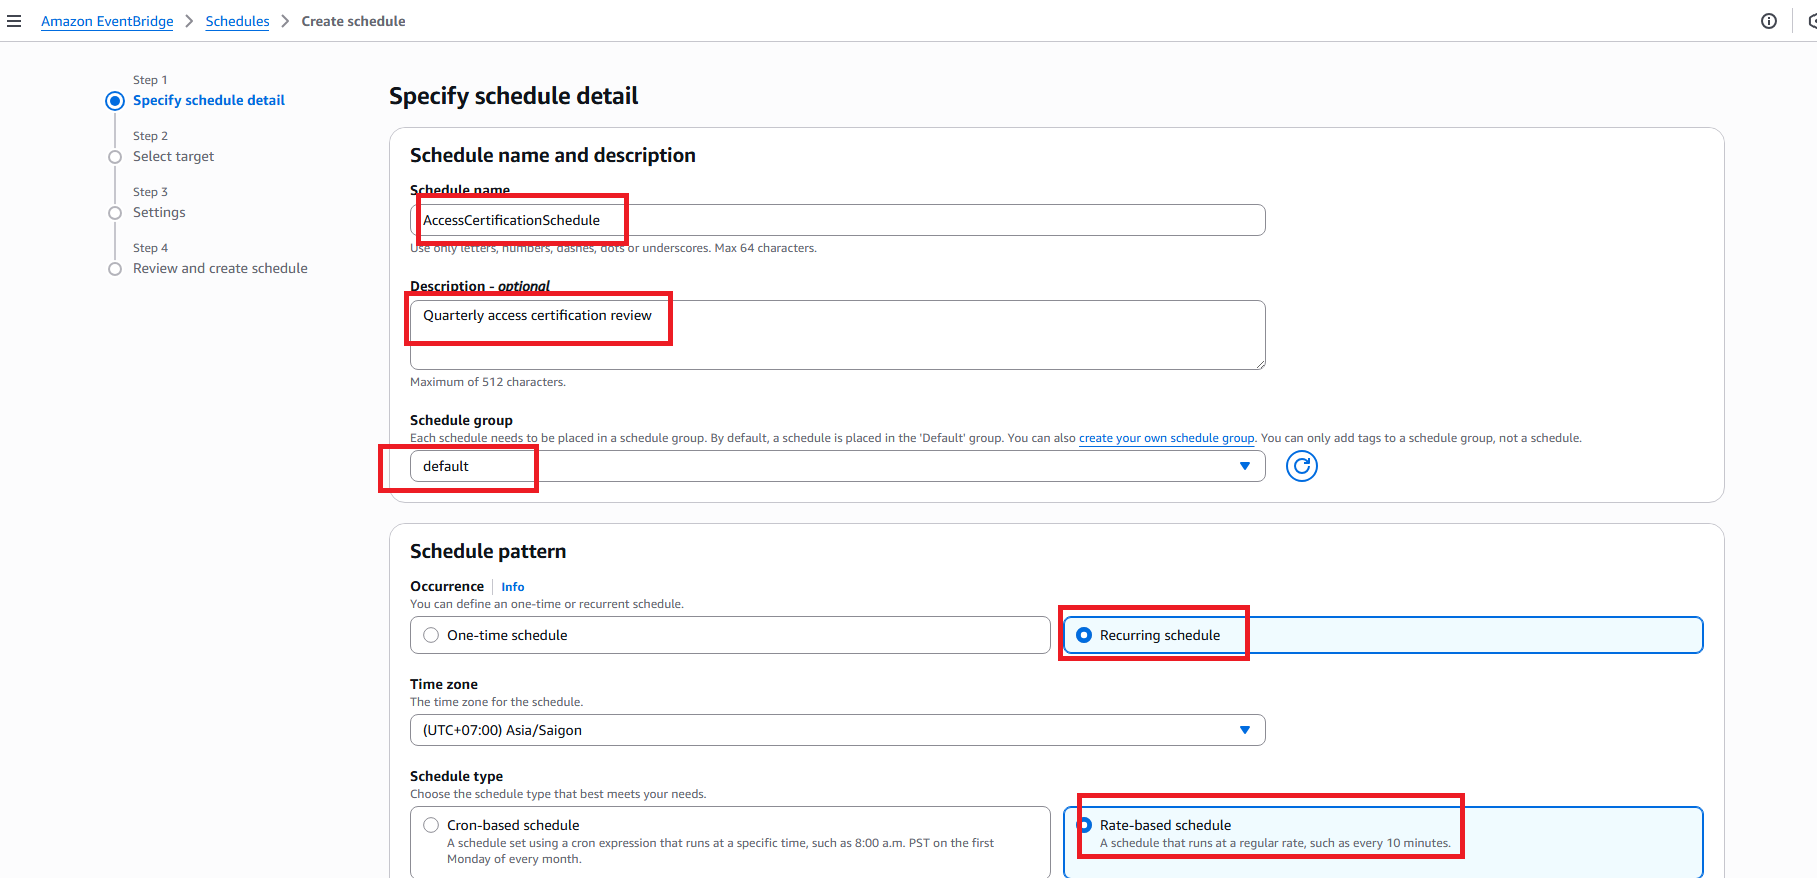 Amazon EventBridge > Schedules > Create schedule
Step 1
Specify schedule detail
Step 2
Select target
Step 3
Settings
Step 4
Review and create schedule
Specify schedule detail
Schedule name and description
Schedule name
AccessCertificationSchedule
Use only letters, numbers, dashes, dots or underscores. Max 64 characters.
Description - optional
Quarterly access certification review
Maximum of 512 characters.
Schedule group
Each schedule needs to be placed in a schedule group. By default, a schedule is placed in the 'Default' group. You can also create your own schedule group. You can only add tags to a schedule group, not a schedule.
default
Schedule pattern
Occurrence Info
You can define an one-time or recurrent schedule.
One-time schedule
Recurring schedule
Time zone
The time zone for the schedule.
(UTC+07:00) Asia/Saigon
Schedule type
Choose the schedule type that best meets your needs.
Cron-based schedule
A schedule set using a cron expression that runs at a specific time, such as 8:00 a.m. PST on the first
Monday of every month.
Rate-based schedule
A schedule that runs at a regular rate, such as every 10 minutes.